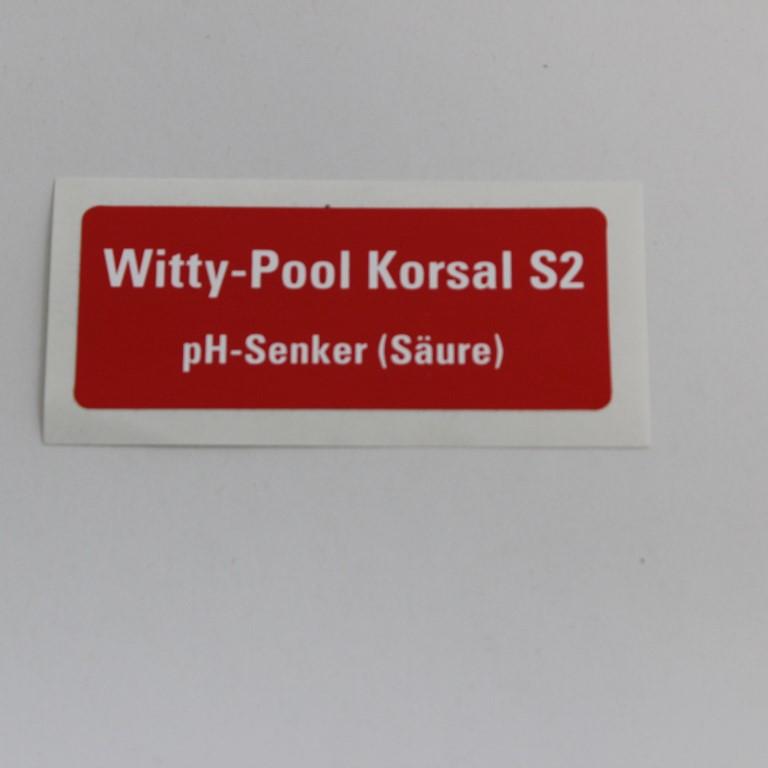 Witty-Pool Korsal S2
pH-Senker (Säure)